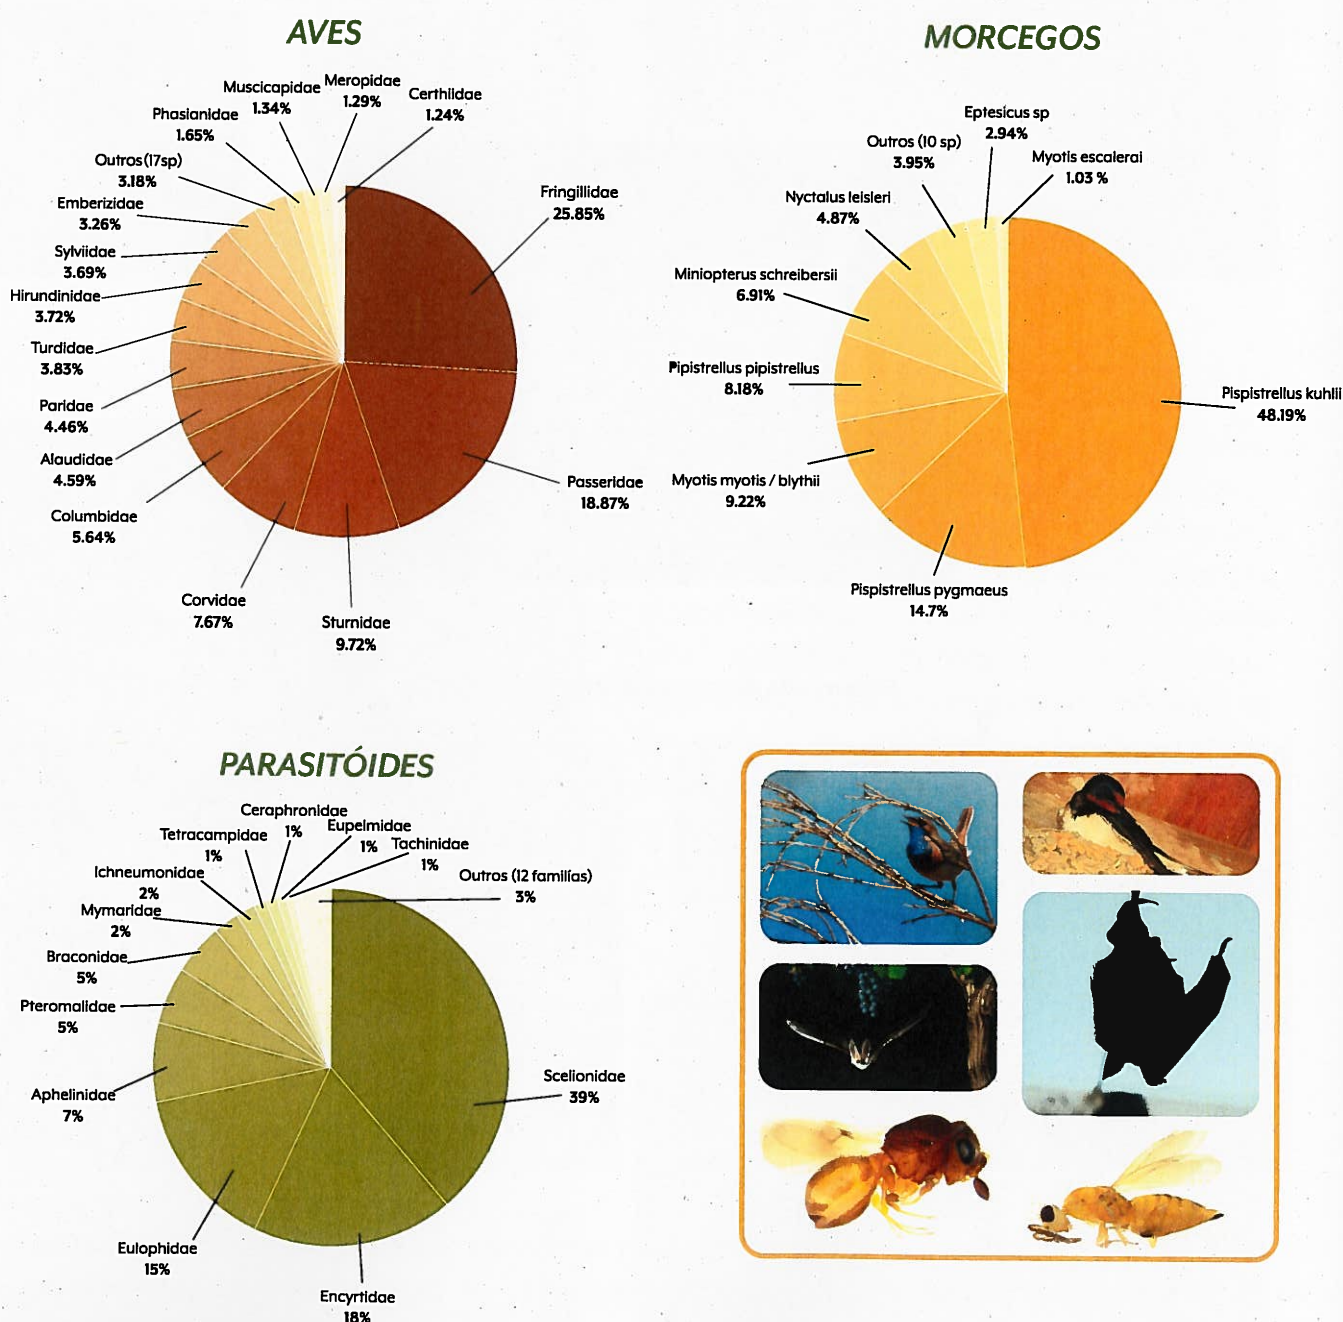 AVES
Fringillidae
25.85%
Passeridae
18.87%
Sturnidae
9.72%
Corvidae
7.67%
Columbidae
5.64%
Alaudidae
4.59%
Paridae
4.46%
Turdidae
3.83%
Hirundinidae
3.72%
Sylviidae
3.69%
Emberizidae
3.26%
Outros (17sp)
3.18%
Phasianidae
1.65%
Muscicapidae
1.34%
Meropidae
1.29%
Certhiidae
1.24%
MORCEGOS
Pispistrellus kuhlii
48.19%
Pispistrellus pygmaeus
14.7%
Myotis myotis / blythii
9.22%
Pipistrellus pipistrellus
8.18%
Miniopterus schreibersii
6.91%
Nyctalus leisleri
4.87%
Outros (10 sp)
3.95%
Eptesicus sp
2.94%
Myotis escalerai
1.03 %
PARASITÓIDES
Scelionidae
39%
Encyrtidae
18%
Eulophidae
15%
Aphelinidae
7%
Pteromalidae
5%
Braconidae
5%
Mymaridae
2%
Ichneumonidae
2%
Tetracampidae
1%
Ceraphronidae
1%
Eupelmidae
1%
Tachinidae
1%
Outros (12 famílias)
3%